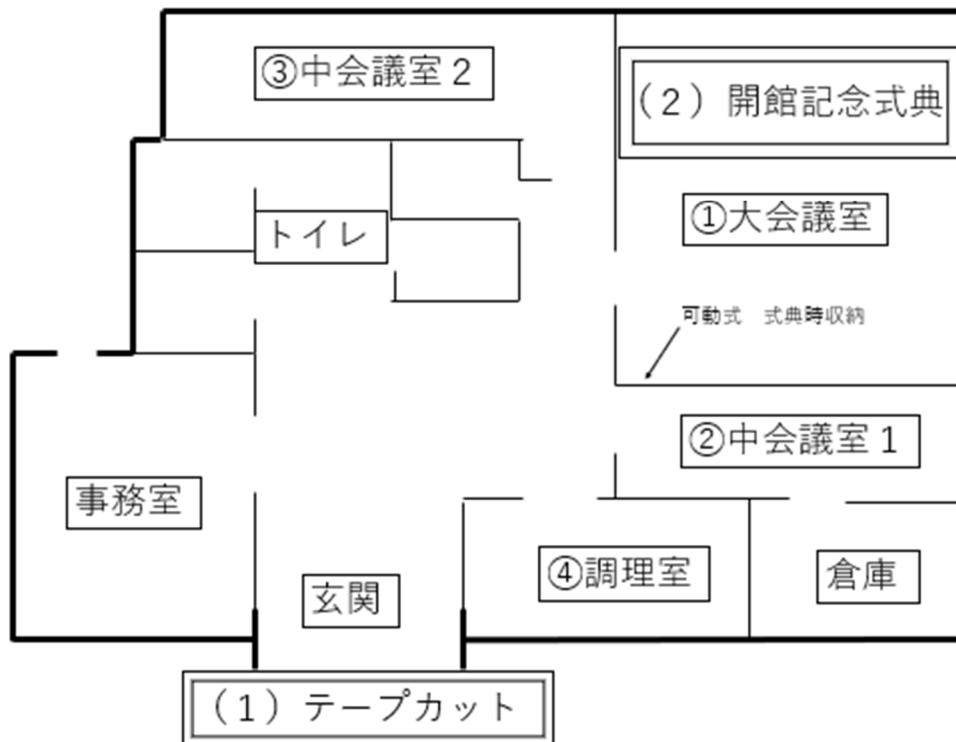 ③中会議室2
（2）開館記念式典
①大会議室
トイレ
可動式　式典時収納
②中会議室1
事務室
④調理室
倉庫
玄関
（1）テープカット